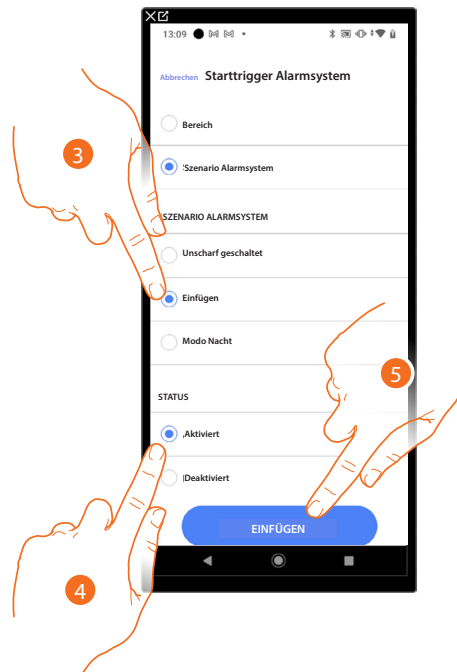 13:09
Abbrechen Starttrigger Alarmsystem
Bereich
Szenario Alarmsystem
SZENARIO ALARMSYSTEM
Unscharf geschaltet
Einfügen
Modo Nacht
STATUS
Aktiviert
Deaktiviert
EINFÜGEN
3
5
4